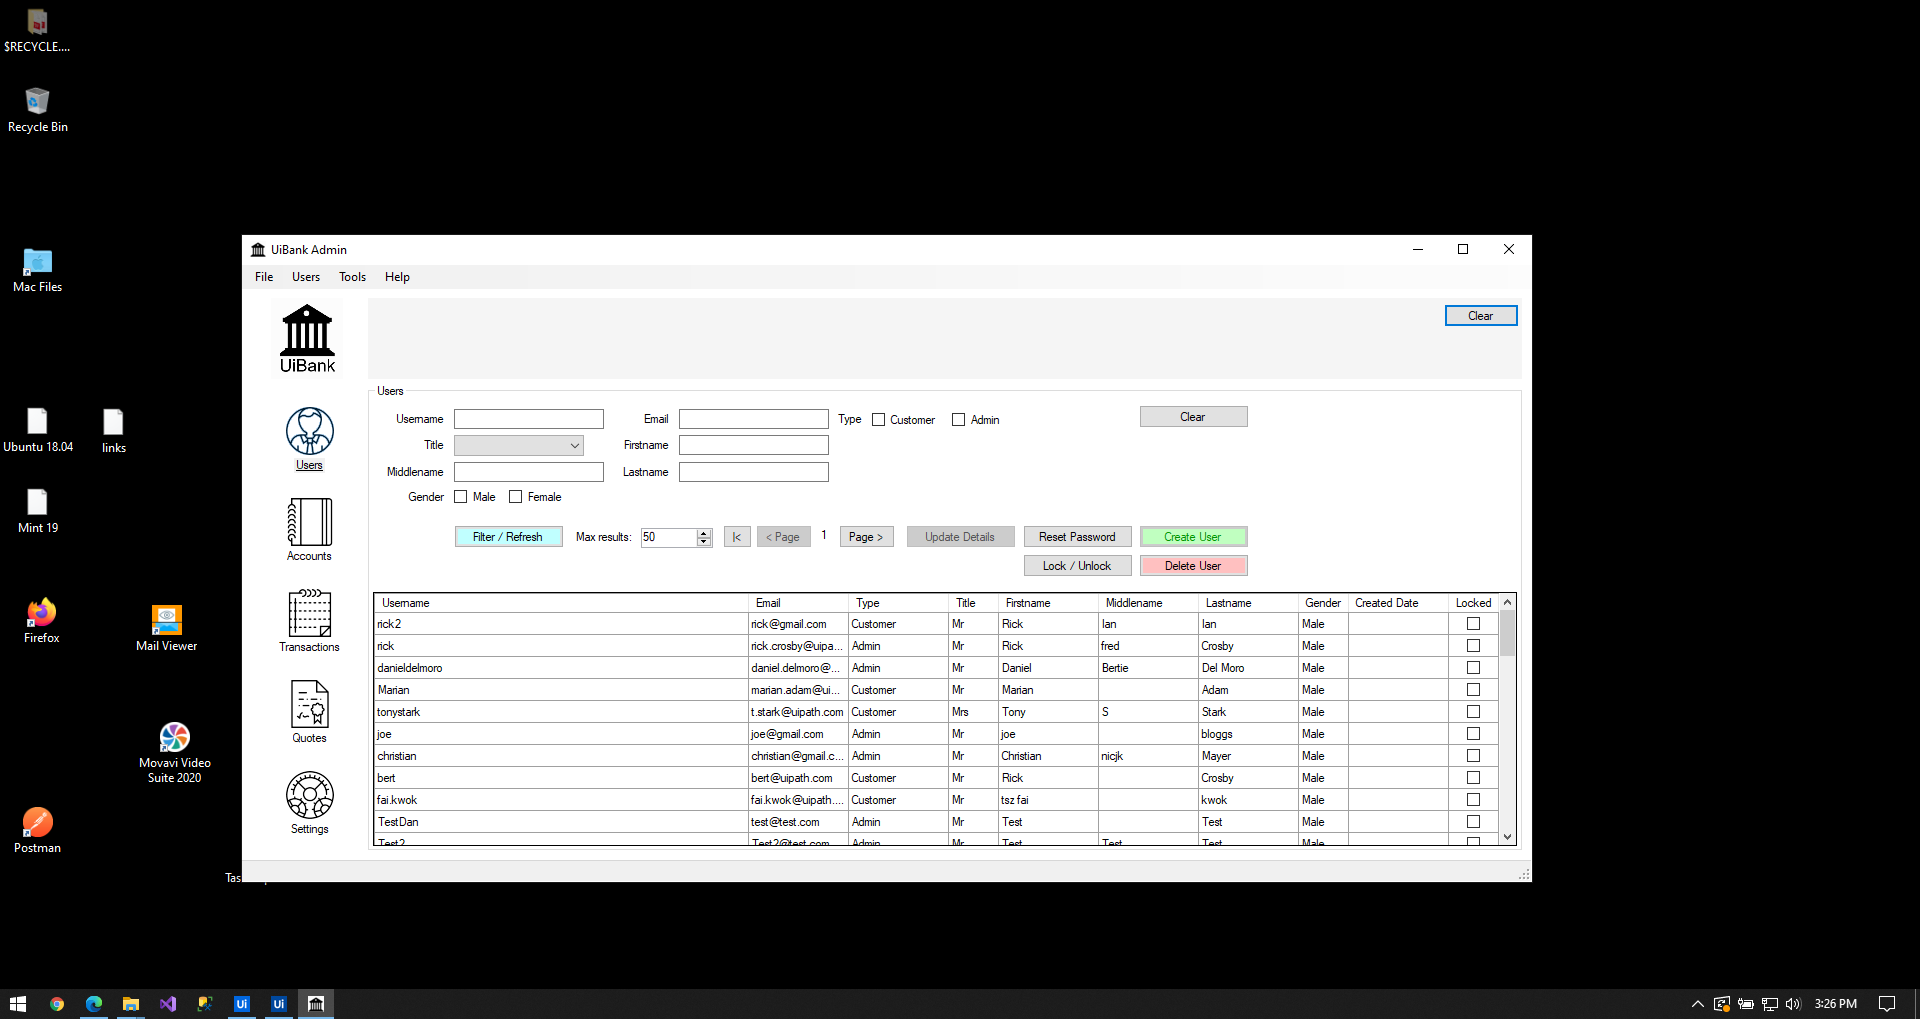 $RECYCLE....
Recycle Bin
Mac Files
Ubuntu 18.04
links
Mint 19
Firefox
Mail Viewer
Movavi Video
Suite 2020
Postman
UiBank Admin
File Users Tools Help
UiBank
Clear
Users
Accounts
Transactions
Quotes
Settings
Users
Username Email Type Customer Admin Clear
Title Firstname
Middlename Lastname
Gender Male Female
Filter / Refresh Max results: 50 |< < Page 1 Page > Update Details Reset Password Create User
Lock / Unlock Delete User
Username Email Type Title Firstname Middlename Lastname Gender Created Date Locked
rick2 rick@gmail.com Customer Mr Rick Ian Ian Male
rick rick.crosby@uipa... Admin Mr Rick fred Crosby Male
danieldelmoro daniel.delmoro@... Admin Mr Daniel Bertie Del Moro Male
Marian marian.adam@ui... Customer Mr Marian Adam Male
tonystark t.stark@uipath.com Customer Mrs Tony S Stark Male
joe joe@gmail.com Admin Mr joe bloggs Male
christian christian@gmail.c... Admin Mr Christian nicjk Mayer Male
bert bert@uipath.com Customer Mr Rick Crosby Male
fai.kwok fai.kwok@uipath.... Customer Mr tsz fai kwok Male
TestDan test@test.com Admin Mr Test Test Male
Test2 Test2@test.com Admin Mr Test Test Test Male
Tas
Ui Ui
3:26 PM